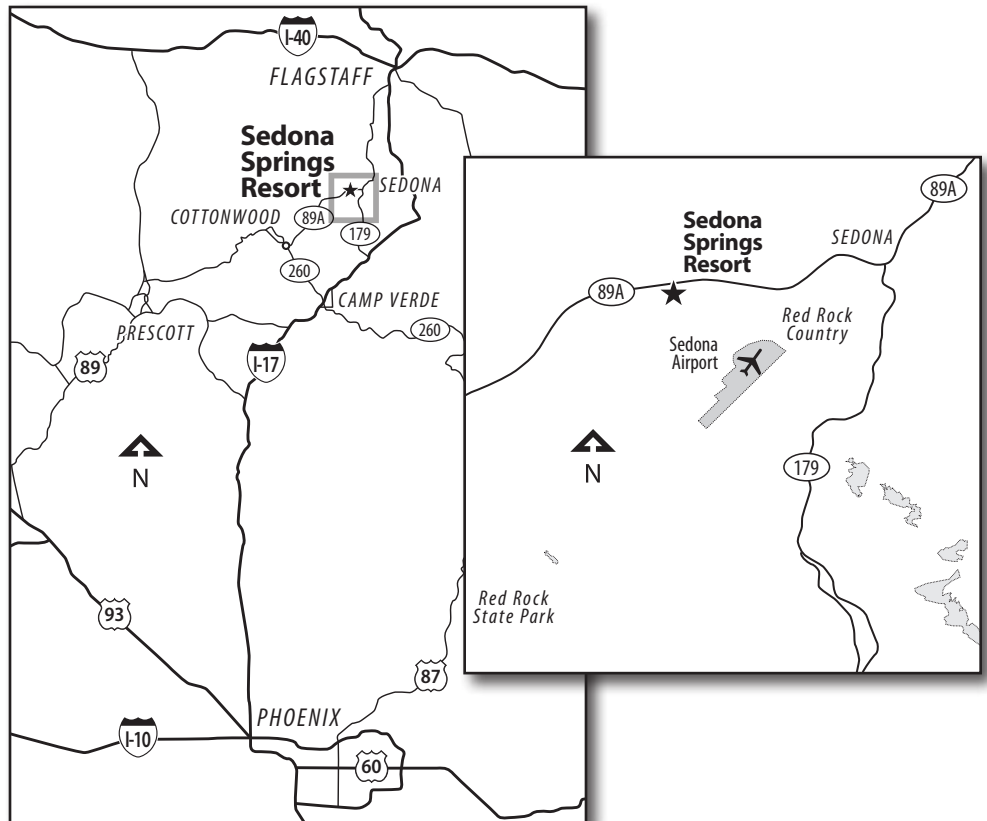 I-40
FLAGSTAFF
Sedona
Springs
Resort
SEDONA
COTTONWOOD
89A
179
260
CAMP VERDE
PRESCOTT
260
I-17
89
N
93
87
PHOENIX
I-10
60
89A
Sedona
Springs
Resort
SEDONA
89A
Red Rock
Country
Sedona
Airport
N
179
Red Rock
State Park